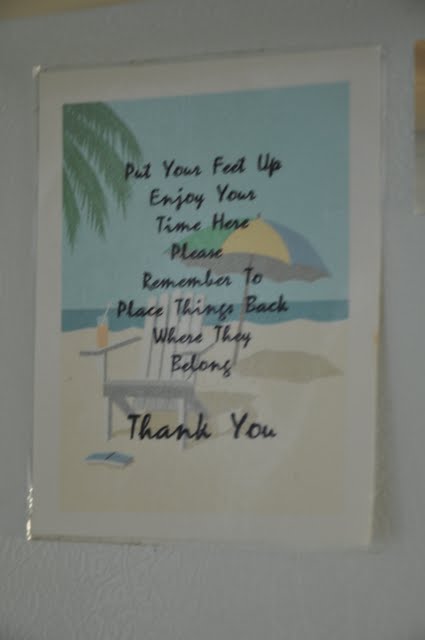 Put Your Feet Up
Enjoy Your
Time Here
Please
Remember To
Place Things Back
Where They
Belong
Thank You